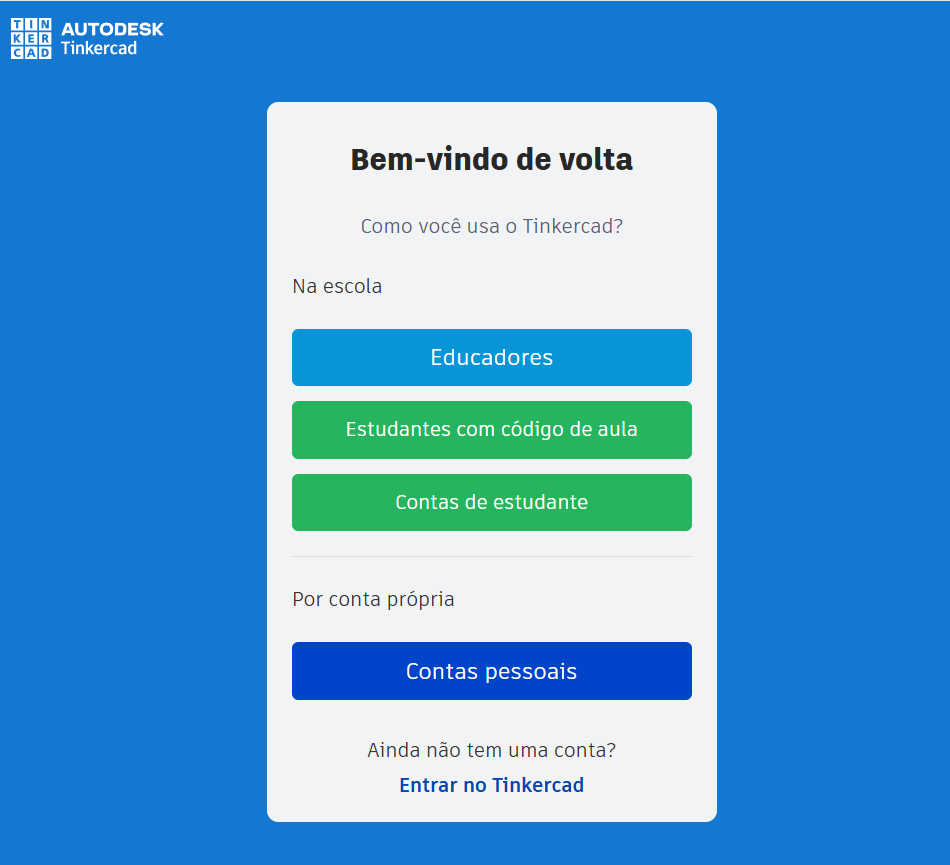 TIN
KER
CAD
AUTODESK
Tinkercad
Bem-vindo de volta
Como você usa o Tinkercad?
Na escola
Educadores
Estudantes com código de aula
Contas de estudante
Por conta própria
Contas pessoais
Ainda não tem uma conta?
Entrar no Tinkercad